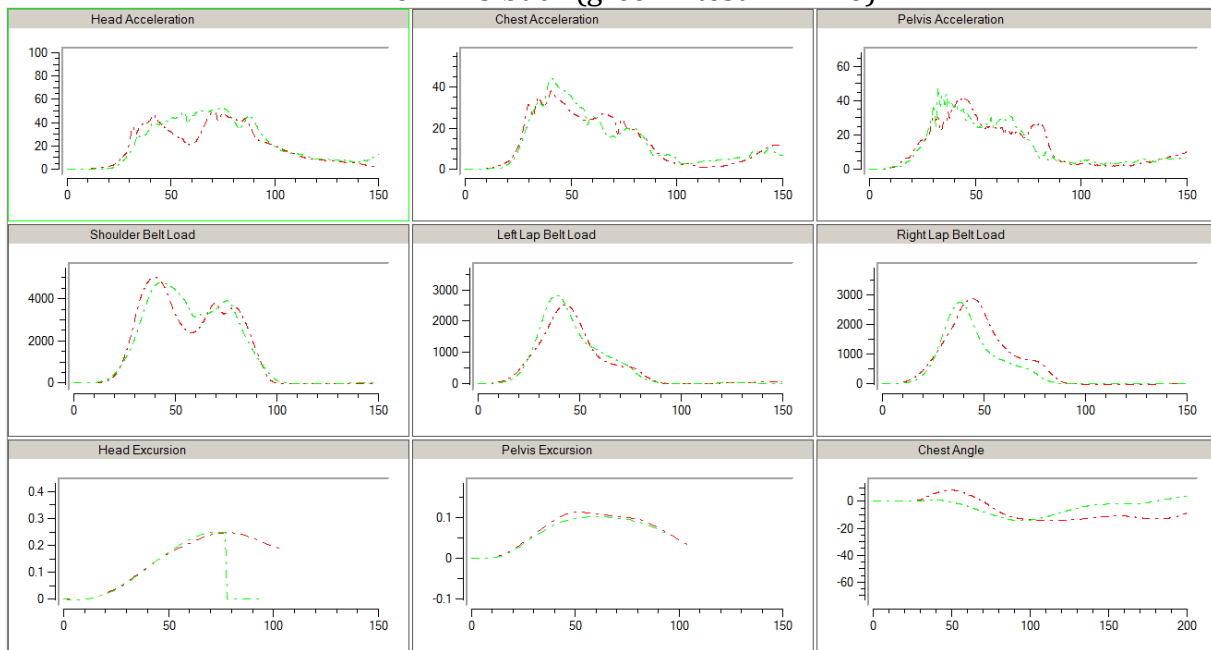 Head Acceleration
100
80
60
40
20
0
0 50 100 150
Chest Acceleration
40
20
0
0 50 100 150
Pelvis Acceleration
60
40
20
0
0 50 100 150
Shoulder Belt Load
4000
2000
0
0 50 100 150
Left Lap Belt Load
3000
2000
1000
0
0 50 100 150
Right Lap Belt Load
3000
2000
1000
0
0 50 100 150
Head Excursion
0.4
0.3
0.2
0.1
0
0 50 100 150
Pelvis Excursion
0.1
0
-0.1
0 50 100 150
Chest Angle
0
-20
-40
-60
0 50 100 150 200